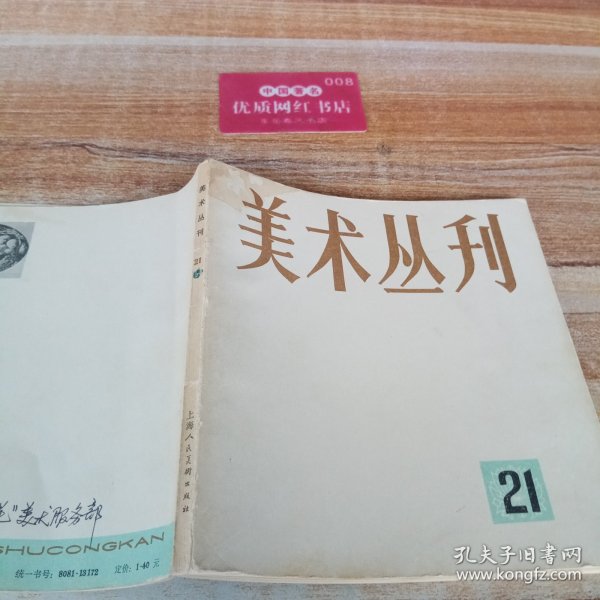 008
中国著名
优质网红书店
美术丛刊
21
美术丛刊
21
上海人民美术出版社
"美术服务部
SHUCONGKAN
统一书号：8081·13172 定价：1·40 元
孔夫子旧书网
www.kongfz.com